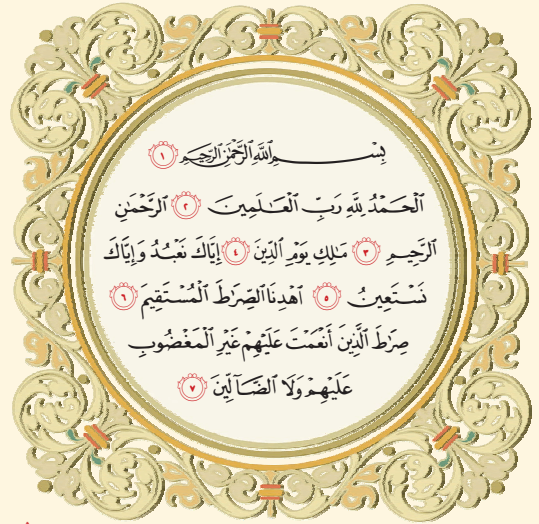 بِسْمِ ٱللَّهِ ٱلرَّحْمَٰنِ ٱلرَّحِيمِ ١
ٱلْحَمْدُ لِلَّهِ رَبِّ ٱلْعَٰلَمِينَ ٢ ٱلرَّحْمَٰنِ
ٱلرَّحِيمِ ٣ مَٰلِكِ يَوْمِ ٱلدِّينِ ٤ إِيَّاكَ نَعْبُدُ وَإِيَّاكَ
نَسْتَعِينُ ٥ ٱهْدِنَا ٱلصِّرَٰطَ ٱلْمُسْتَقِيمَ ٦
صِرَٰطَ ٱلَّذِينَ أَنْعَمْتَ عَلَيْهِمْ غَيْرِ ٱلْمَغْضُوبِ
عَلَيْهِمْ وَلَا ٱلضَّآلِّينَ ٧